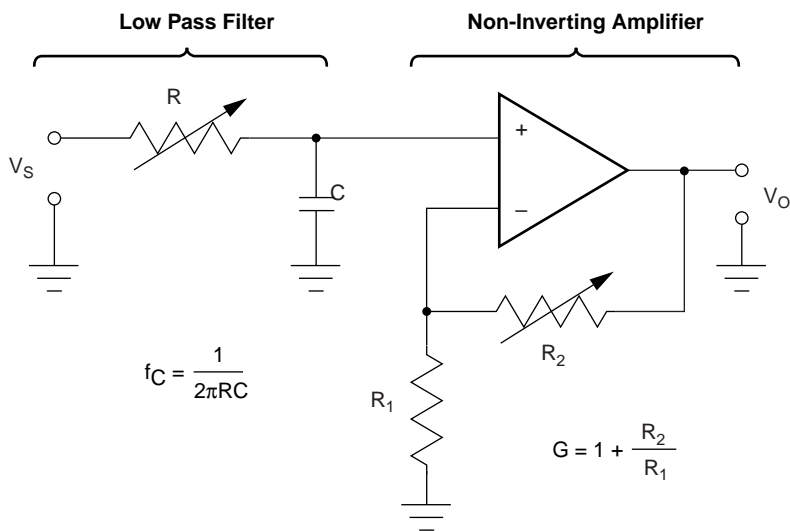 Low Pass Filter
Non-Inverting Amplifier
R
+
V_S
C
–
V_O
R_2
f_C = 1 / 2πRC
R_1
G = 1 + R_2 / R_1